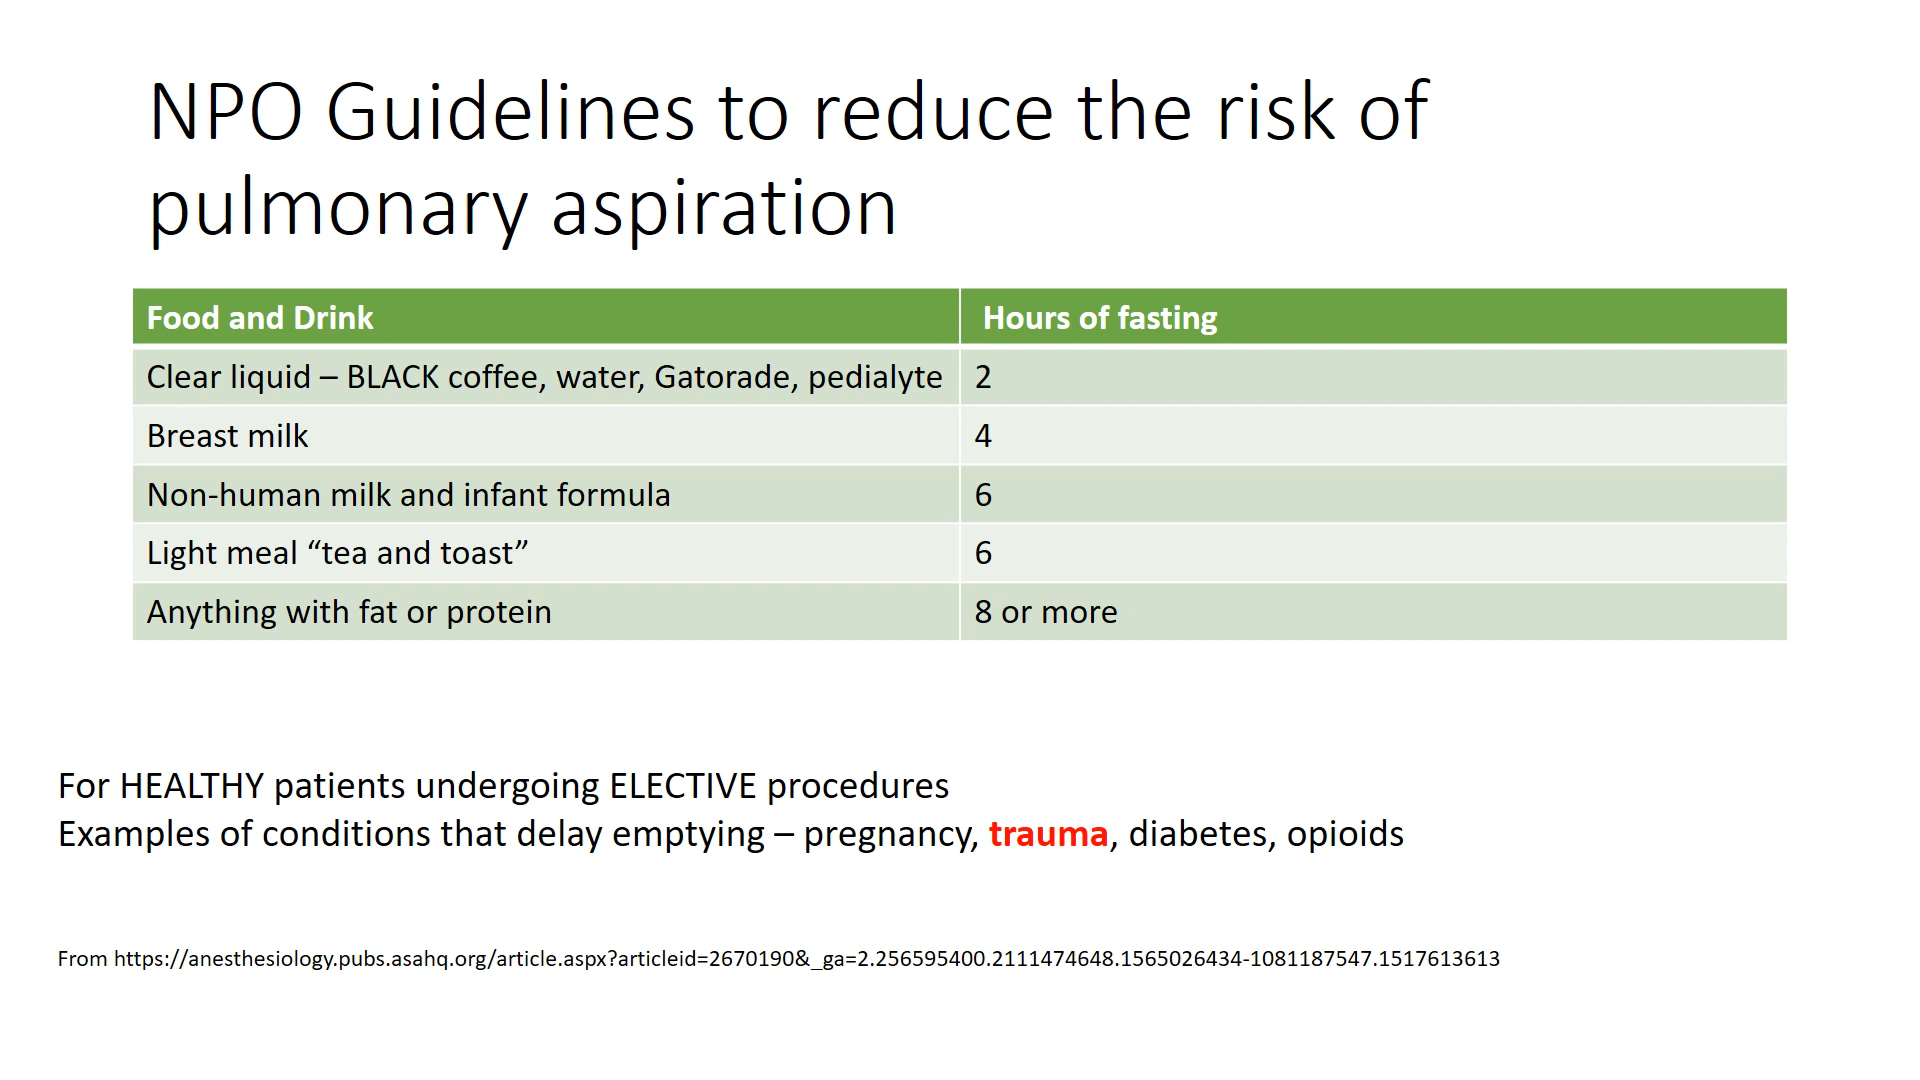 NPO Guidelines to reduce the risk of
pulmonary aspiration
Food and Drink Hours of fasting
Clear liquid – BLACK coffee, water, Gatorade, pedialyte 2
Breast milk 4
Non-human milk and infant formula 6
Light meal “tea and toast” 6
Anything with fat or protein 8 or more
For HEALTHY patients undergoing ELECTIVE procedures
Examples of conditions that delay emptying – pregnancy, trauma, diabetes, opioids
From https://anesthesiology.pubs.asahq.org/article.aspx?articleid=2670190&_ga=2.256595400.2111474648.1565026434-1081187547.1517613613